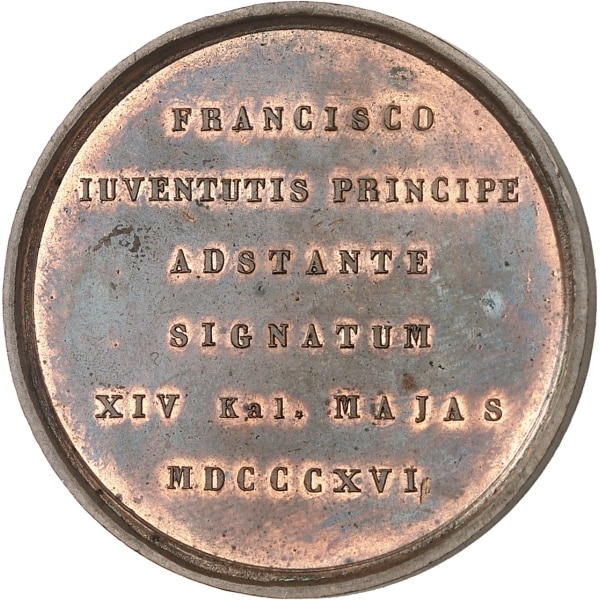 FRANCISCO
IUVENTUTIS PRINCIPE
ADSTANTE
SIGNATUM
XIV Kal. MAJAS
MDCCCXVI